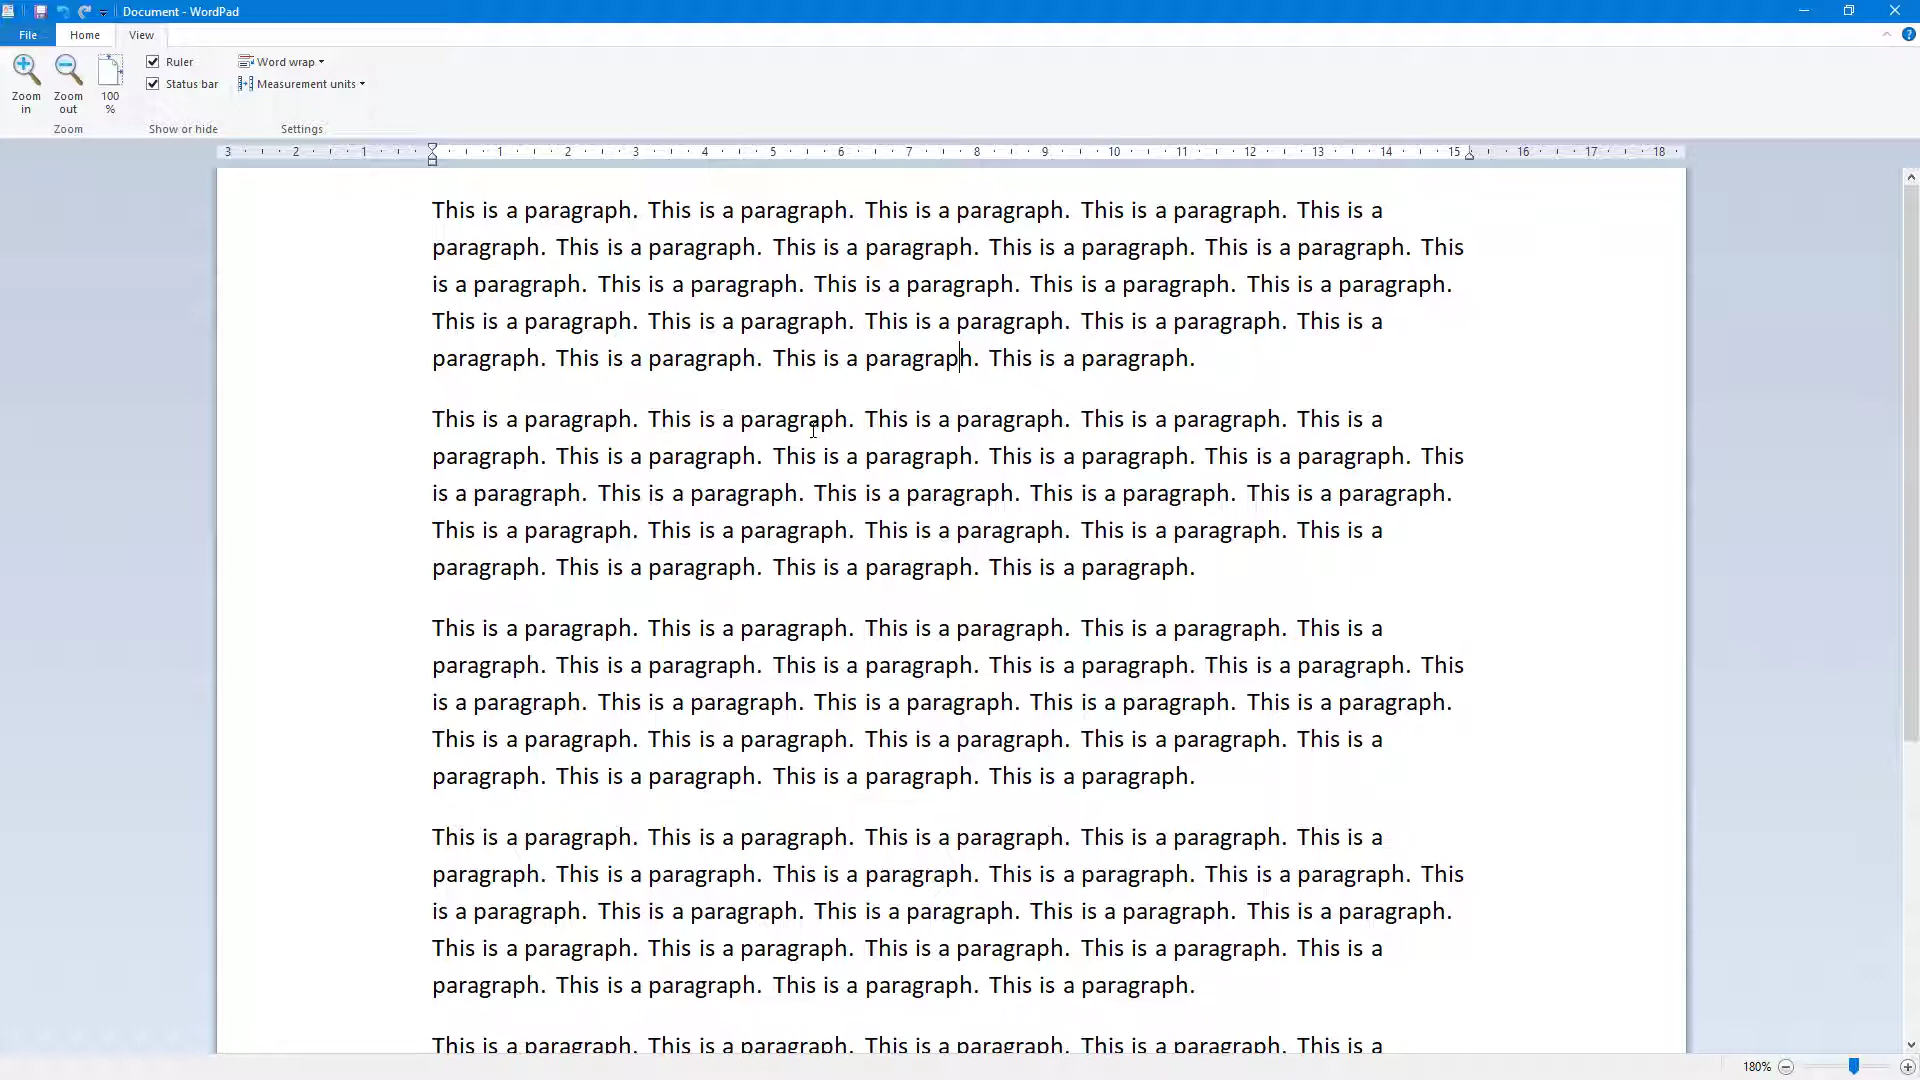 Document - WordPad
File Home View
Zoom in
Zoom out
100 %
Ruler
Status bar
Word wrap
Measurement units
Zoom
Show or hide
Settings
3 2 1 1 2 3 4 5 6 7 8 9 10 11 12 13 14 15 16 17 18
This is a paragraph. This is a paragraph. This is a paragraph. This is a paragraph. This is a
paragraph. This is a paragraph. This is a paragraph. This is a paragraph. This is a paragraph. This
is a paragraph. This is a paragraph. This is a paragraph. This is a paragraph. This is a paragraph.
This is a paragraph. This is a paragraph. This is a paragraph. This is a paragraph. This is a
paragraph. This is a paragraph. This is a paragraph. This is a paragraph.
This is a paragraph. This is a paragraph. This is a paragraph. This is a paragraph. This is a
paragraph. This is a paragraph. This is a paragraph. This is a paragraph. This is a paragraph. This
is a paragraph. This is a paragraph. This is a paragraph. This is a paragraph. This is a paragraph.
This is a paragraph. This is a paragraph. This is a paragraph. This is a paragraph. This is a
paragraph. This is a paragraph. This is a paragraph. This is a paragraph.
This is a paragraph. This is a paragraph. This is a paragraph. This is a paragraph. This is a
paragraph. This is a paragraph. This is a paragraph. This is a paragraph. This is a paragraph. This
is a paragraph. This is a paragraph. This is a paragraph. This is a paragraph. This is a paragraph.
This is a paragraph. This is a paragraph. This is a paragraph. This is a paragraph. This is a
paragraph. This is a paragraph. This is a paragraph. This is a paragraph.
This is a paragraph. This is a paragraph. This is a paragraph. This is a paragraph. This is a
paragraph. This is a paragraph. This is a paragraph. This is a paragraph. This is a paragraph. This
is a paragraph. This is a paragraph. This is a paragraph. This is a paragraph. This is a paragraph.
This is a paragraph. This is a paragraph. This is a paragraph. This is a paragraph. This is a
paragraph. This is a paragraph. This is a paragraph. This is a paragraph.
This is a paragraph. This is a paragraph. This is a paragraph. This is a paragraph. This is a
180%